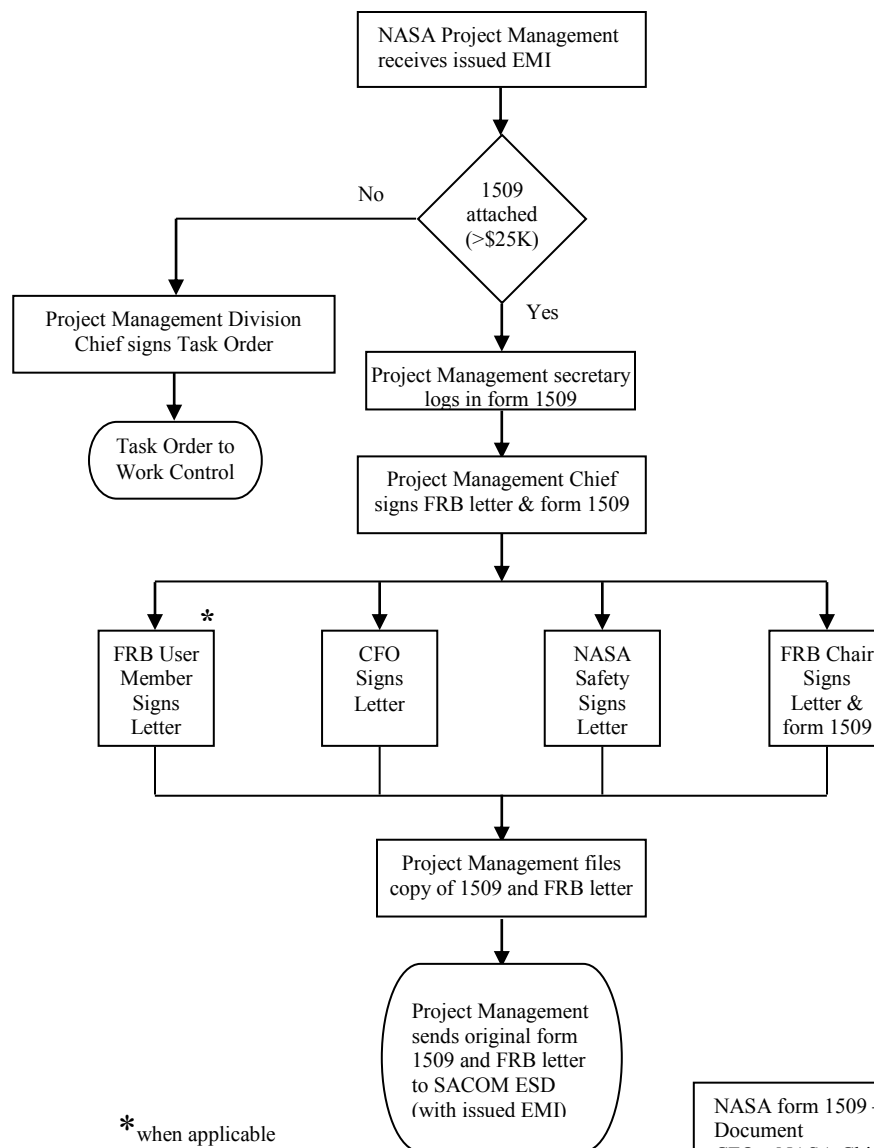 NASA Project Management
receives issued EMI
1509
attached
(>$25K)
No
Yes
Project Management Division
Chief signs Task Order
Project Management secretary
logs in form 1509
Task Order to
Work Control
Project Management Chief
signs FRB letter & form 1509
*
FRB User
Member
Signs
Letter
CFO
Signs
Letter
NASA
Safety
Signs
Letter
FRB Chair
Signs
Letter &
form 1509
Project Management files
copy of 1509 and FRB letter
Project Management
sends original form
1509 and FRB letter
to SACOM ESD
(with issued EMI)
*when applicable
NASA form 1509 -
Document